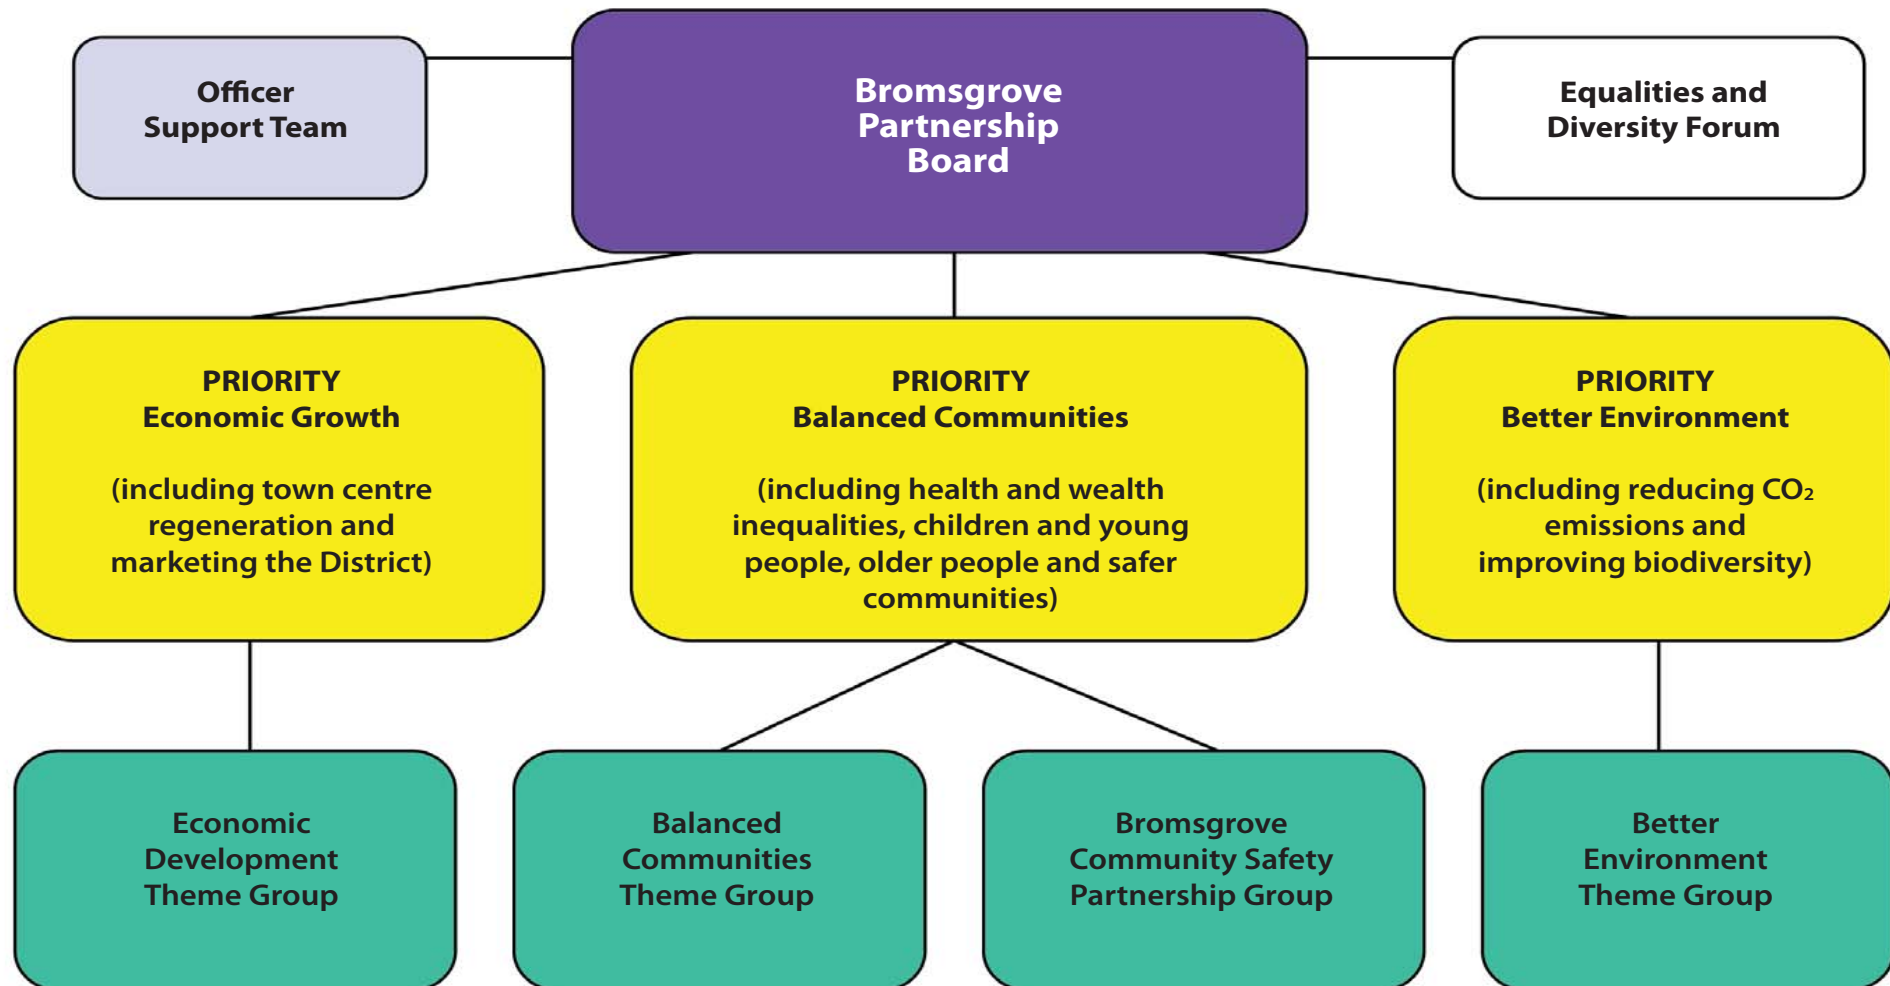 Officer
Support Team
Bromsgrove
Partnership
Board
Equalities and
Diversity Forum
PRIORITY
Economic Growth
(including town centre
regeneration and
marketing the District)
PRIORITY
Balanced Communities
(including health and wealth
inequalities, children and young
people, older people and safer
communities)
PRIORITY
Better Environment
(including reducing CO₂
emissions and
improving biodiversity)
Economic
Development
Theme Group
Balanced
Communities
Theme Group
Bromsgrove
Community Safety
Partnership Group
Better
Environment
Theme Group